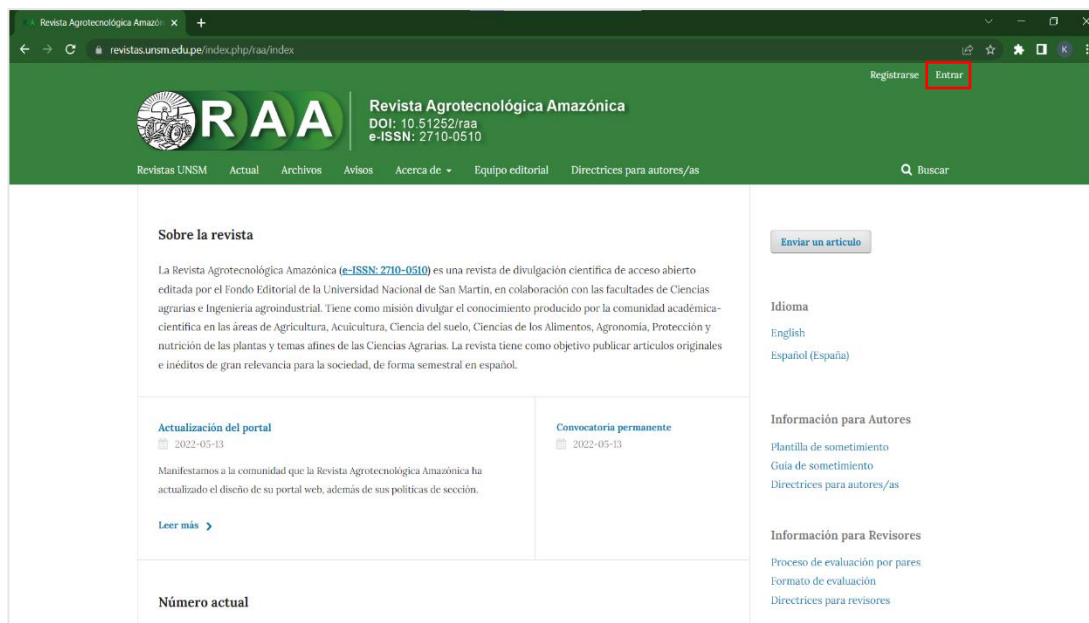 Revista Agrotecnológica Amazón
revistas.unsm.edu.pe/index.php/raa/index
K
Registrarse Entrar
RAA
Revista Agrotecnológica Amazónica
DOI: 10.51252/raa
e-ISSN: 2710-0510
Revistas UNSM Actual Archivos Avisos Acerca de Equipo editorial Directrices para autores/as Buscar
Sobre la revista
La Revista Agrotecnológica Amazónica (e-ISSN: 2710-0510) es una revista de divulgación científica de acceso abierto
editada por el Fondo Editorial de la Universidad Nacional de San Martín, en colaboración con las facultades de Ciencias
agrarias e Ingeniería agroindustrial. Tiene como misión divulgar el conocimiento producido por la comunidad académica-
científica en las áreas de Agricultura, Acuicultura, Ciencia del suelo, Ciencias de los Alimentos, Agronomía, Protección y
nutrición de las plantas y temas afines de las Ciencias Agrarias. La revista tiene como objetivo publicar artículos originales
e inéditos de gran relevancia para la sociedad, de forma semestral en español.
Actualización del portal
2022-05-13
Manifestamos a la comunidad que la Revista Agrotecnológica Amazónica ha
actualizado el diseño de su portal web, además de sus políticas de sección.
Leer más
Convocatoria permanente
2022-05-13
Número actual
Enviar un artículo
Idioma
English
Español (España)
Información para Autores
Plantilla de sometimiento
Guía de sometimiento
Directrices para autores/as
Información para Revisores
Proceso de evaluación por pares
Formato de evaluación
Directrices para revisores